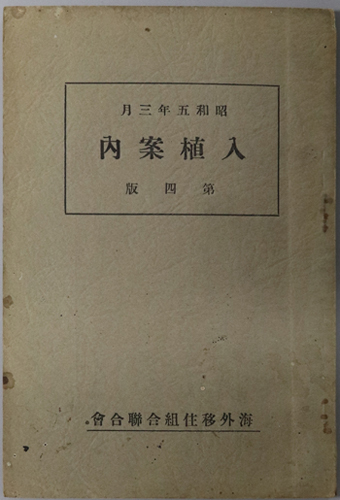 昭和五年三月
入植案內
第四版
海外移住組合聯合會